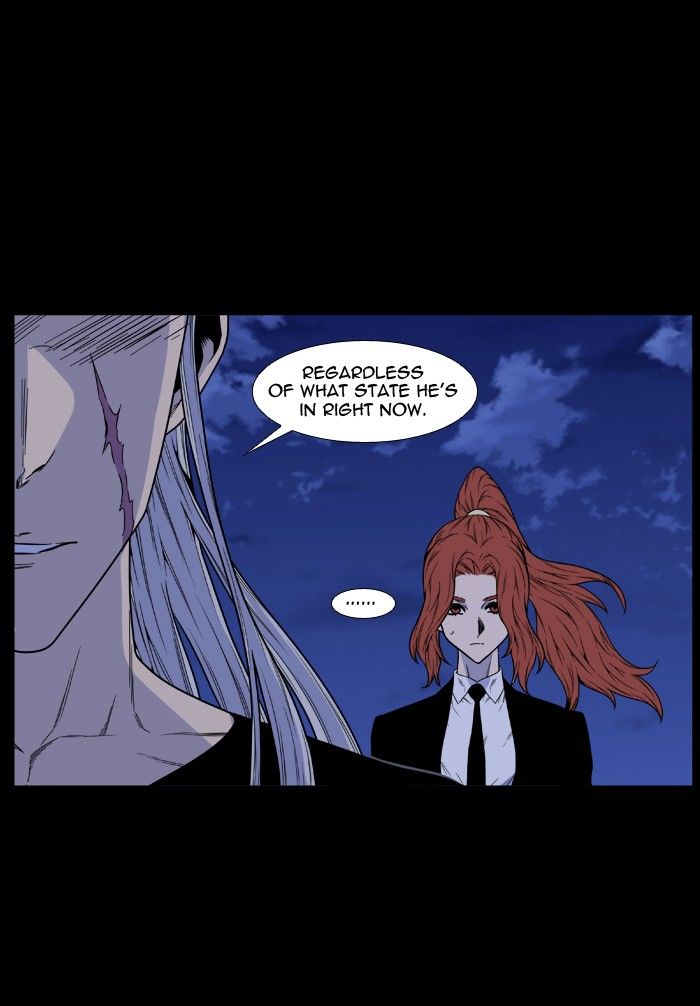 REGARDLESS
OF WHAT STATE HE'S
IN RIGHT NOW.
......